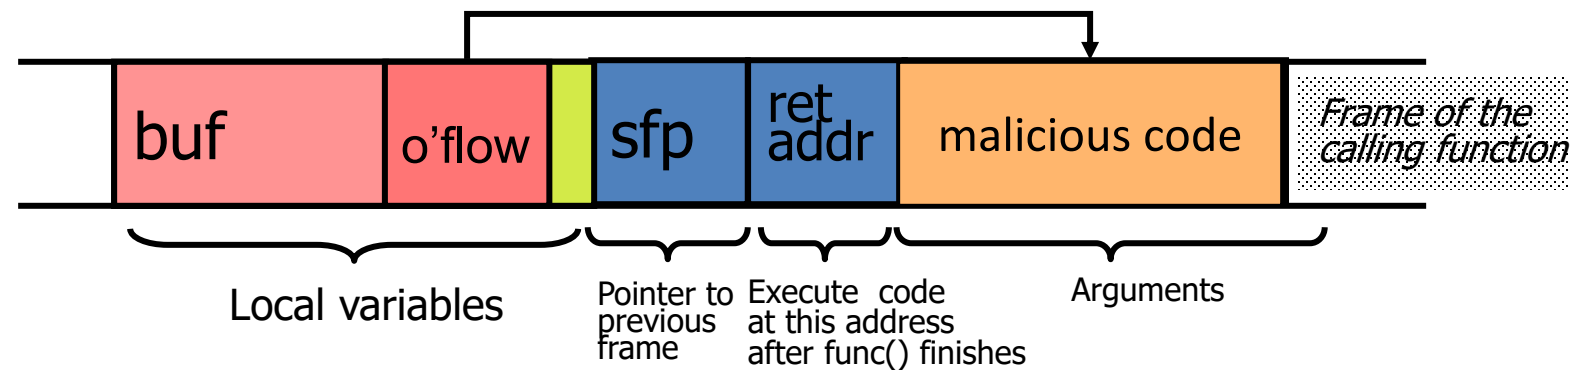 buf
o’flow
sfp
ret
addr
malicious code
Frame of the
calling function
Local variables
Pointer to
previous
frame
Execute code
at this address
after func() finishes
Arguments